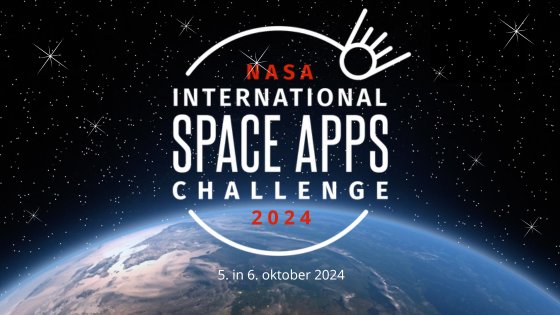 NASA
INTERNATIONAL
SPACE APPS
CHALLENGE
2024
5. in 6. oktober 2024